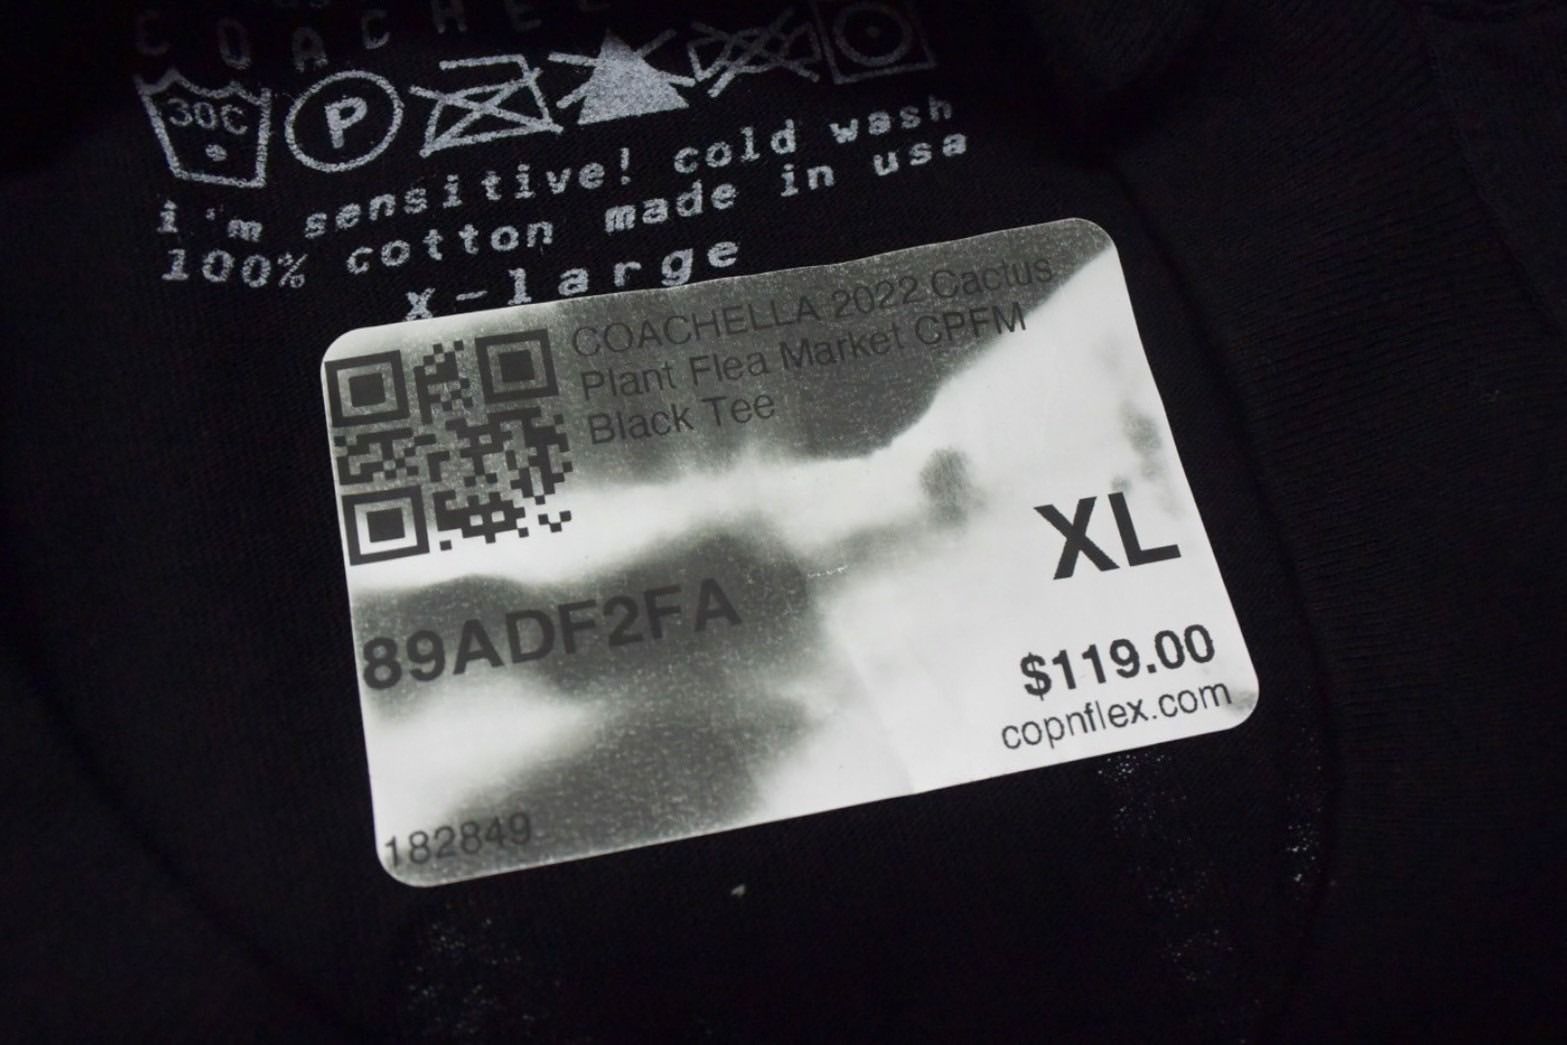 30C
P
i'm sensitive! cold wash
100% cotton made in usa
x-large
COACHELLA 2022 Cactus
Plant Flea Market CPFM
Black Tee
XL
89ADF2FA
$119.00
copnflex.com
182849